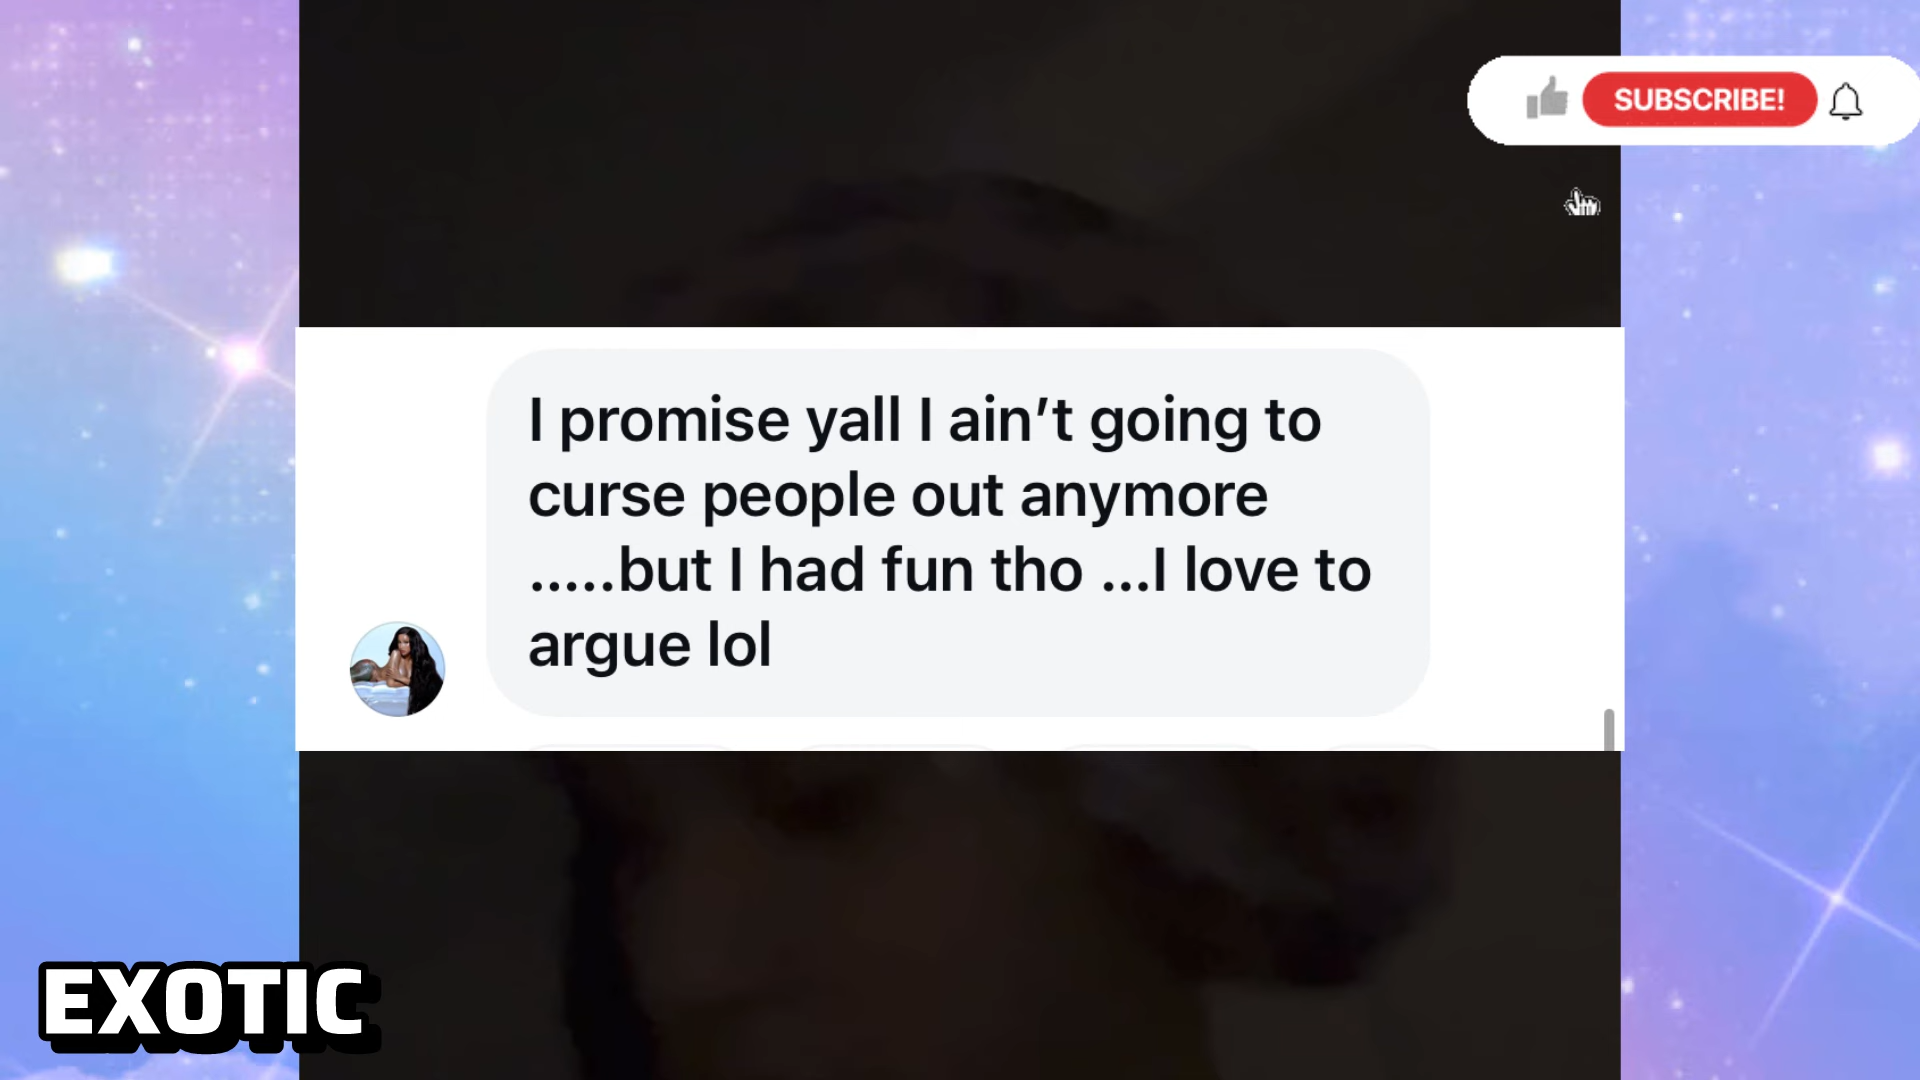 SUBSCRIBE!
I promise yall I ain’t going to
curse people out anymore
.....but I had fun tho ...I love to
argue lol
EXOTIC